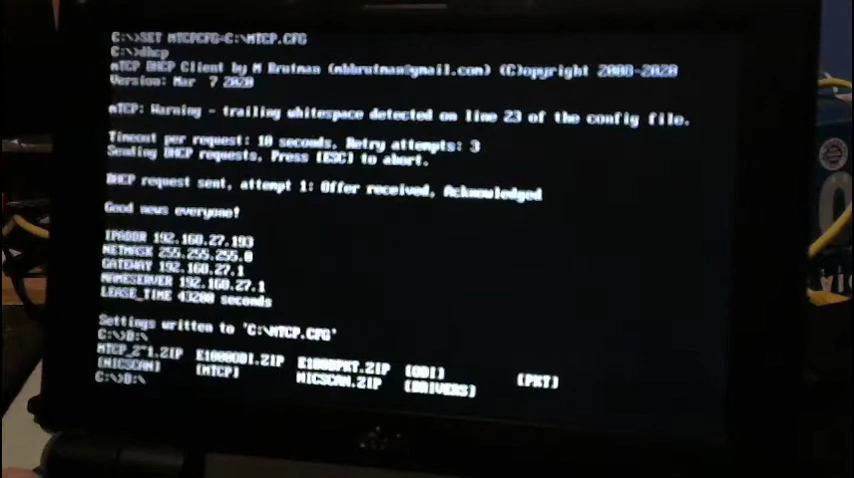 C:\>SET MTCPCFG=C:\MTCP.CFG
C:\>dhcp
mTCP DHCP Client by M Brutman (mbbrutman@gmail.com) (C)opyright 2008-2020
Version: Mar  7 2020
mTCP: Warning - trailing whitespace detected on line 23 of the config file.
Timeout per request: 10 seconds, Retry attempts: 3
Sending DHCP requests, Press [ESC] to abort.
DHCP request sent, attempt 1: Offer received, Acknowledged
Good news everyone!
IPADDR 192.168.27.193
NETMASK 255.255.255.0
GATEWAY 192.168.27.1
NAMESERVER 192.168.27.1
LEASE_TIME 43200 seconds
Settings written to 'C:\MTCP.CFG'
C:\>D:\
MTCP_2~1.ZIP  E1000ODI.ZIP  E1000PKT.ZIP  [ODI]  [PKT]
[NICSCAN]  [MTCP]  NICSCAN.ZIP  [DRIVERS]
C:\>D:\